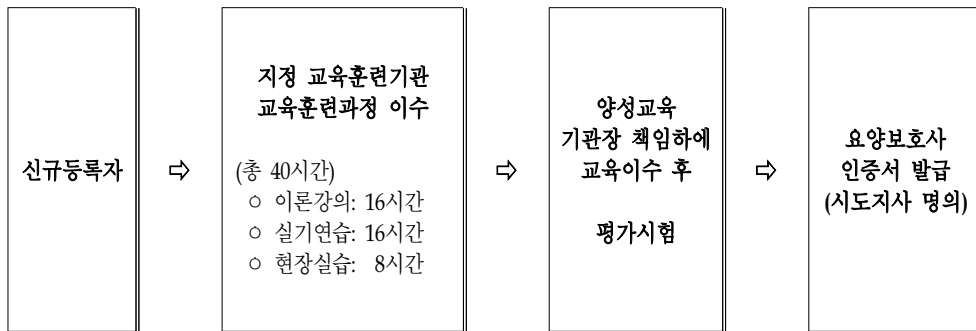 신규등록자
⇨
지정 교육훈련기관
교육훈련과정 이수
(총 40시간)
○ 이론강의: 16시간
○ 실기연습: 16시간
○ 현장실습: 8시간
⇨
양성교육
기관장 책임하에
교육이수 후
평가시험
⇨
요양보호사
인증서 발급
(시도지사 명의)